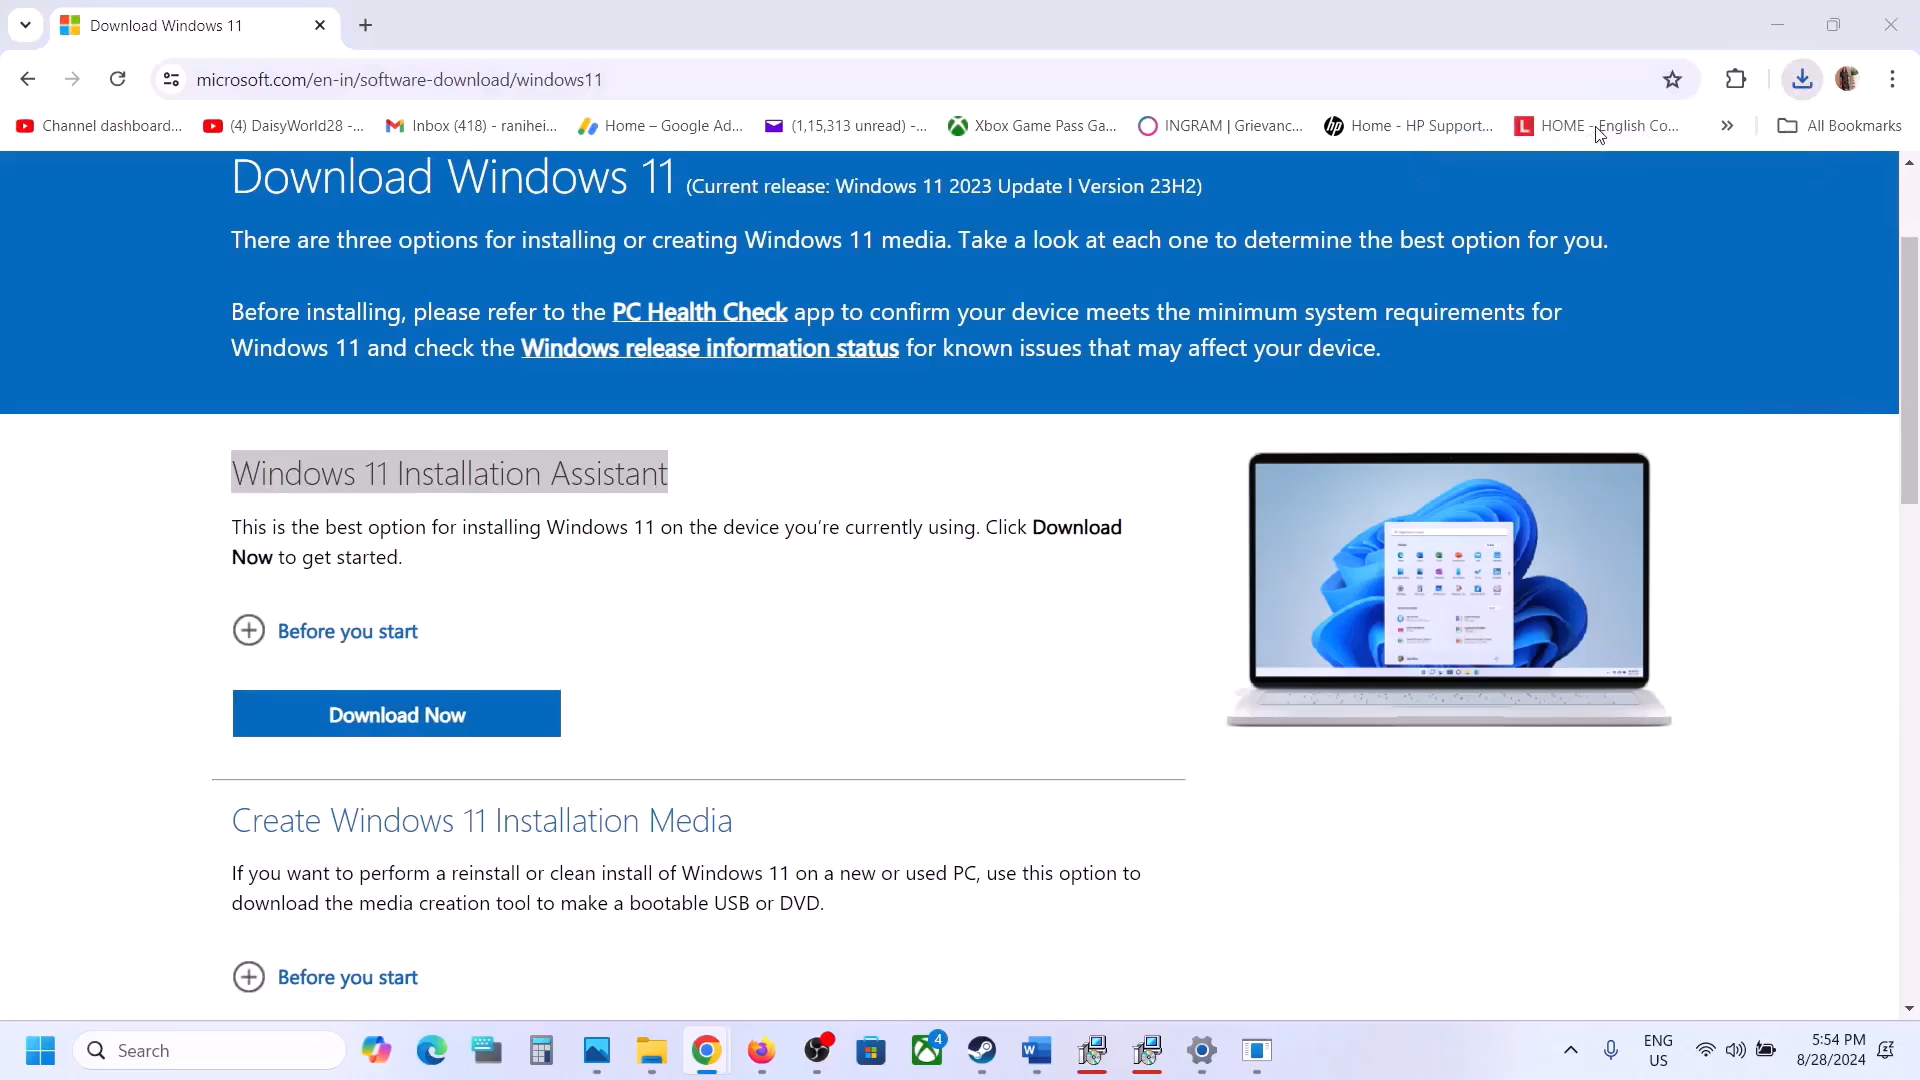 Download Windows 11
microsoft.com/en-in/software-download/windows11
Channel dashboard...
(4) DaisyWorld28 -...
Inbox (418) - ranihei...
Home – Google Ad...
(1,15,313 unread) -...
Xbox Game Pass Ga...
INGRAM | Grievanc...
Home - HP Support...
HOME - English Co...
All Bookmarks
Download Windows 11 (Current release: Windows 11 2023 Update l Version 23H2)
There are three options for installing or creating Windows 11 media. Take a look at each one to determine the best option for you.
Before installing, please refer to the PC Health Check app to confirm your device meets the minimum system requirements for
Windows 11 and check the Windows release information status for known issues that may affect your device.
Windows 11 Installation Assistant
This is the best option for installing Windows 11 on the device you’re currently using. Click Download
Now to get started.
Before you start
Download Now
Create Windows 11 Installation Media
If you want to perform a reinstall or clean install of Windows 11 on a new or used PC, use this option to
download the media creation tool to make a bootable USB or DVD.
Before you start
Search
4
ENG
US
5:54 PM
8/28/2024